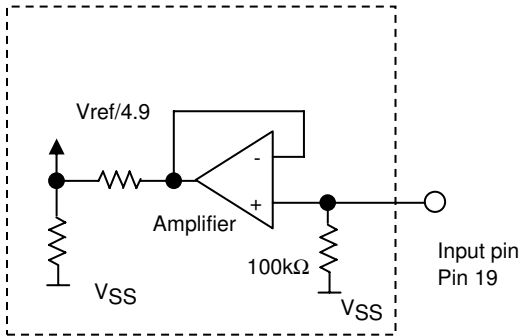 Vref/4.9
-
+
Amplifier
100kΩ
VSS
VSS
Input pin
Pin 19